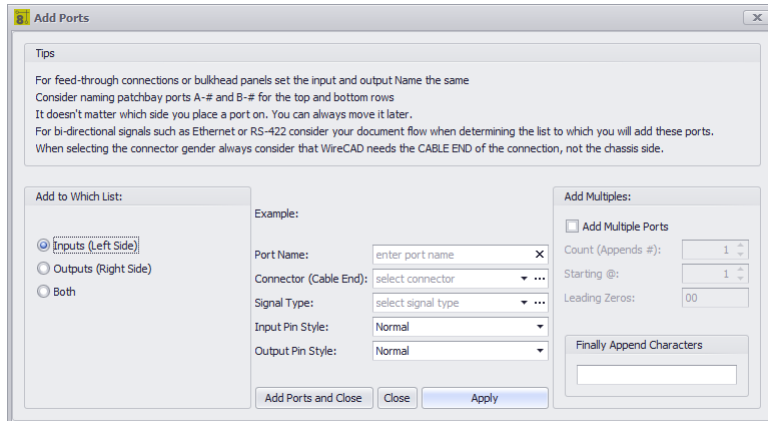 8
Add Ports
Tips
For feed-through connections or bulkhead panels set the input and output Name the same
Consider naming patchbay ports A-# and B-# for the top and bottom rows
It doesn't matter which side you place a port on. You can always move it later.
For bi-directional signals such as Ethernet or RS-422 consider your document flow when determining the list to which you will add these ports.
When selecting the connector gender always consider that WireCAD needs the CABLE END of the connection, not the chassis side.
Add to Which List:
Inputs (Left Side)
Outputs (Right Side)
Both
Example:
Port Name: enter port name
Connector (Cable End): select connector
Signal Type: select signal type
Input Pin Style: Normal
Output Pin Style: Normal
Add Ports and Close Close Apply
Add Multiples:
Add Multiple Ports
Count (Appends #): 1
Starting @: 1
Leading Zeros: 00
Finally Append Characters